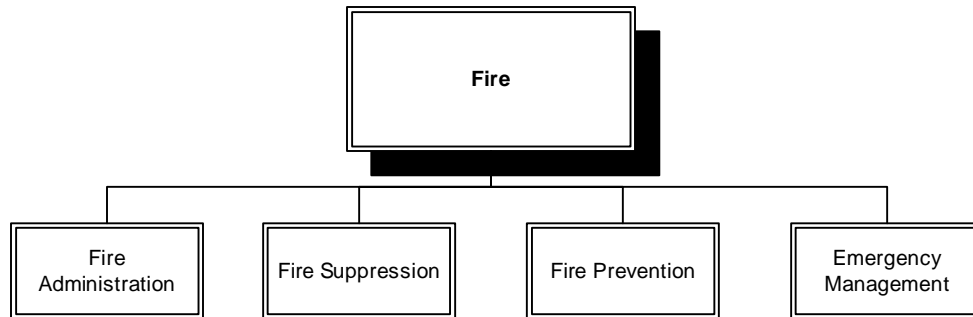 Fire
Fire
Administration
Fire Suppression
Fire Prevention
Emergency
Management